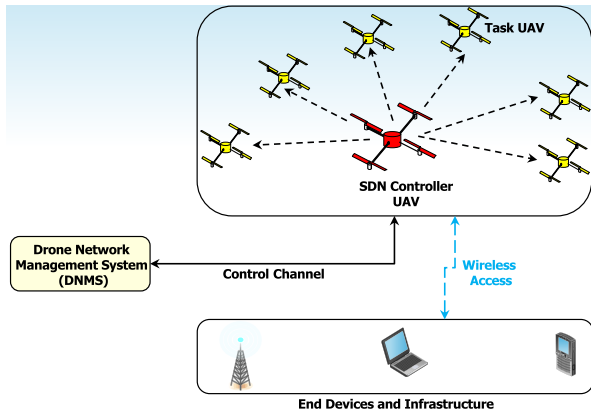 Task UAV
SDN Controller
UAV
Drone Network
Management System
(DNMS)
Control Channel
Wireless
Access
End Devices and Infrastructure